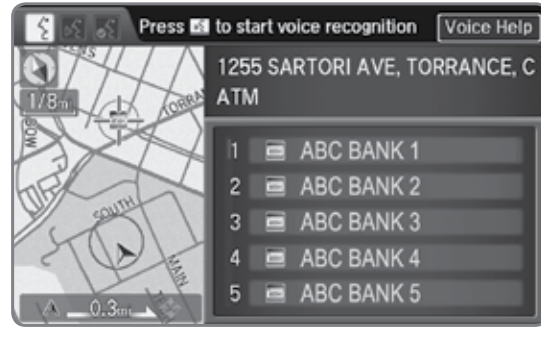 Press to start voice recognition
Voice Help
1/8mi
TORRA
BOW
SOUTH
MAIN
0.3mi
1255 SARTORI AVE, TORRANCE, C
ATM
1 ABC BANK 1
2 ABC BANK 2
3 ABC BANK 3
4 ABC BANK 4
5 ABC BANK 5